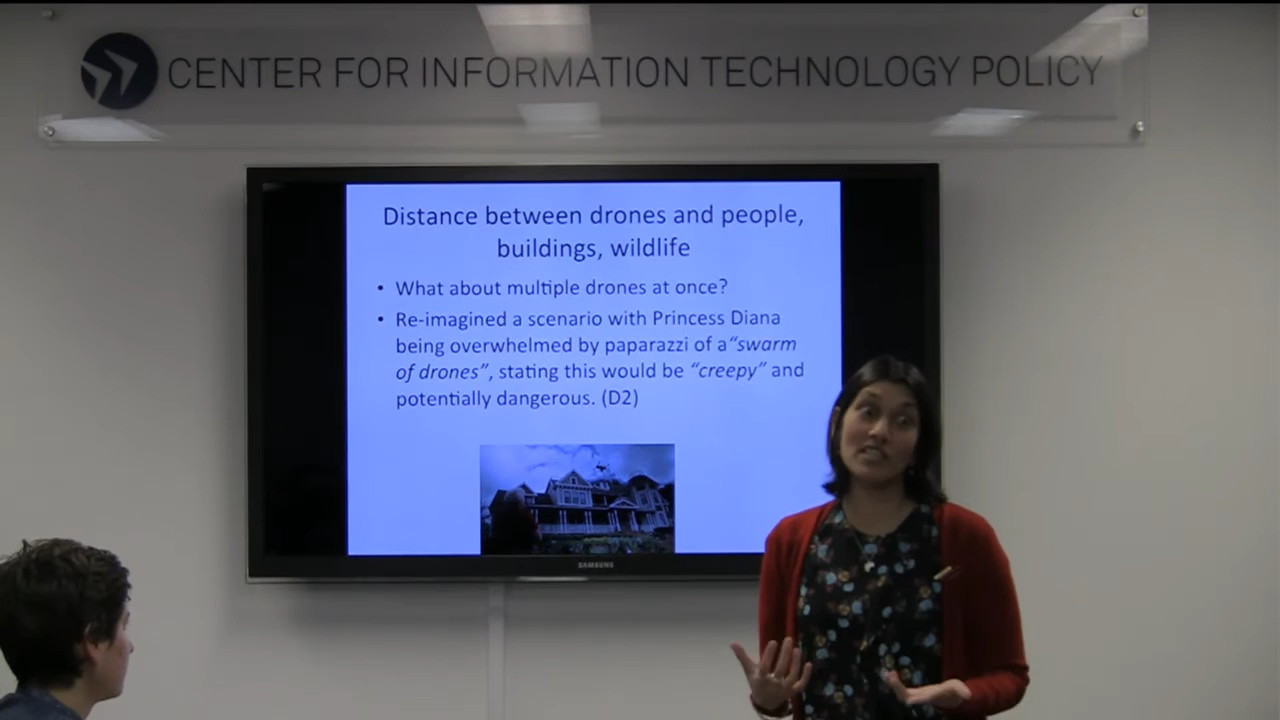 CENTER FOR INFORMATION TECHNOLOGY POLICY
Distance between drones and people,
buildings, wildlife
• What about multiple drones at once?
• Re-imagined a scenario with Princess Diana
being overwhelmed by paparazzi of a“swarm
of drones”, stating this would be “creepy” and
potentially dangerous. (D2)
SAMSUNG